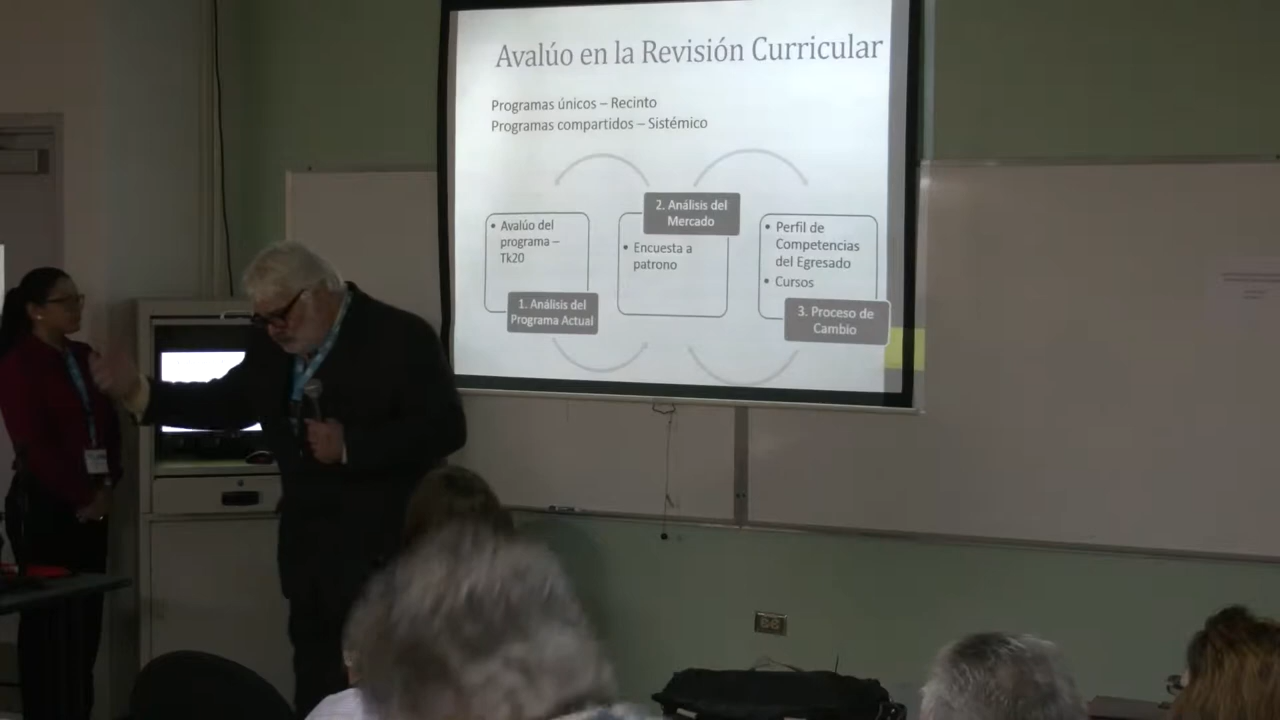 Avalúo en la Revisión Curricular
Programas únicos – Recinto
Programas compartidos – Sistémico
• Avalúo del
programa –
Tk20
1. Análisis del
Programa Actual
2. Análisis del
Mercado
• Encuesta a
patrono
• Perfil de
Competencias
del Egresado
• Cursos
3. Proceso de
Cambio